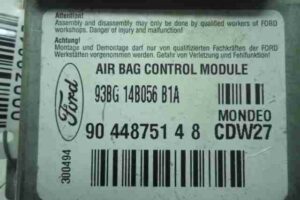 Attention!
Assembly and disassembly may only be effected by qualified workers of FORD
workshops. Danger of injury and malfunction!
Achtung!
Montage und Demontage darf nur von qualifizierten Fachkräften der FORD
Werkstätten vorgenommen werden. Gefahr von Verletzung und Fehlfunktion!
Ford
AIR BAG CONTROL MODULE
93BG 14B056 B1A
MONDEO
90 448751 4 8 CDW27
300494